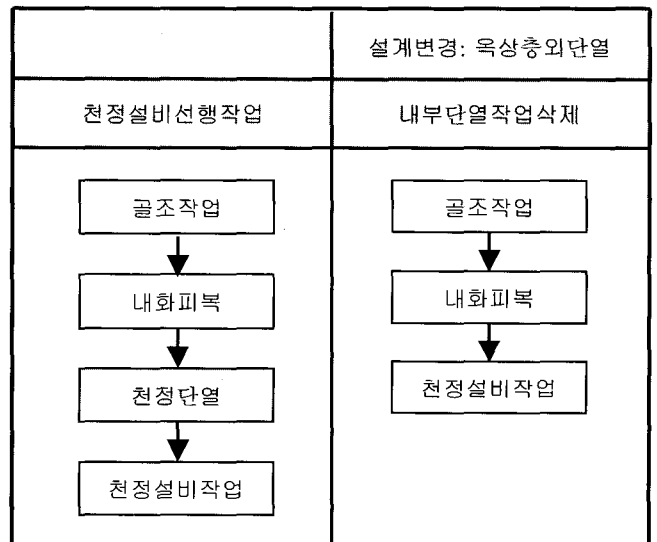 설계변경: 옥상층외단열
천정설비선행작업
내부단열작업삭제
골조작업
내화피복
천정단열
천정설비작업
골조작업
내화피복
천정설비작업